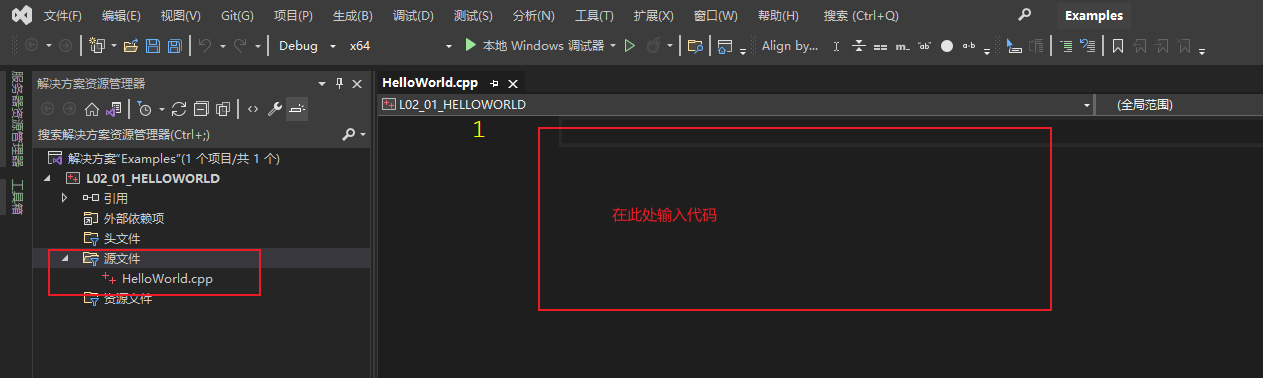 文件(F) 编辑(E) 视图(V) Git(G) 项目(P) 生成(B) 调试(D) 测试(S) 分析(N) 工具(T) 扩展(X) 窗口(W) 帮助(H) 搜索 (Ctrl+Q) Examples
Debug x64 本地 Windows 调试器 Align by... == =... "ab" a-b
服务器资源管理器
工具箱
解决方案资源管理器
搜索解决方案资源管理器(Ctrl+;)
解决方案"Examples"(1 个项目/共 1 个)
L02_01_HELLOWORLD
引用
外部依赖项
头文件
源文件
HelloWorld.cpp
资源文件
HelloWorld.cpp
L02_01_HELLOWORLD (全局范围)
1
在此处输入代码